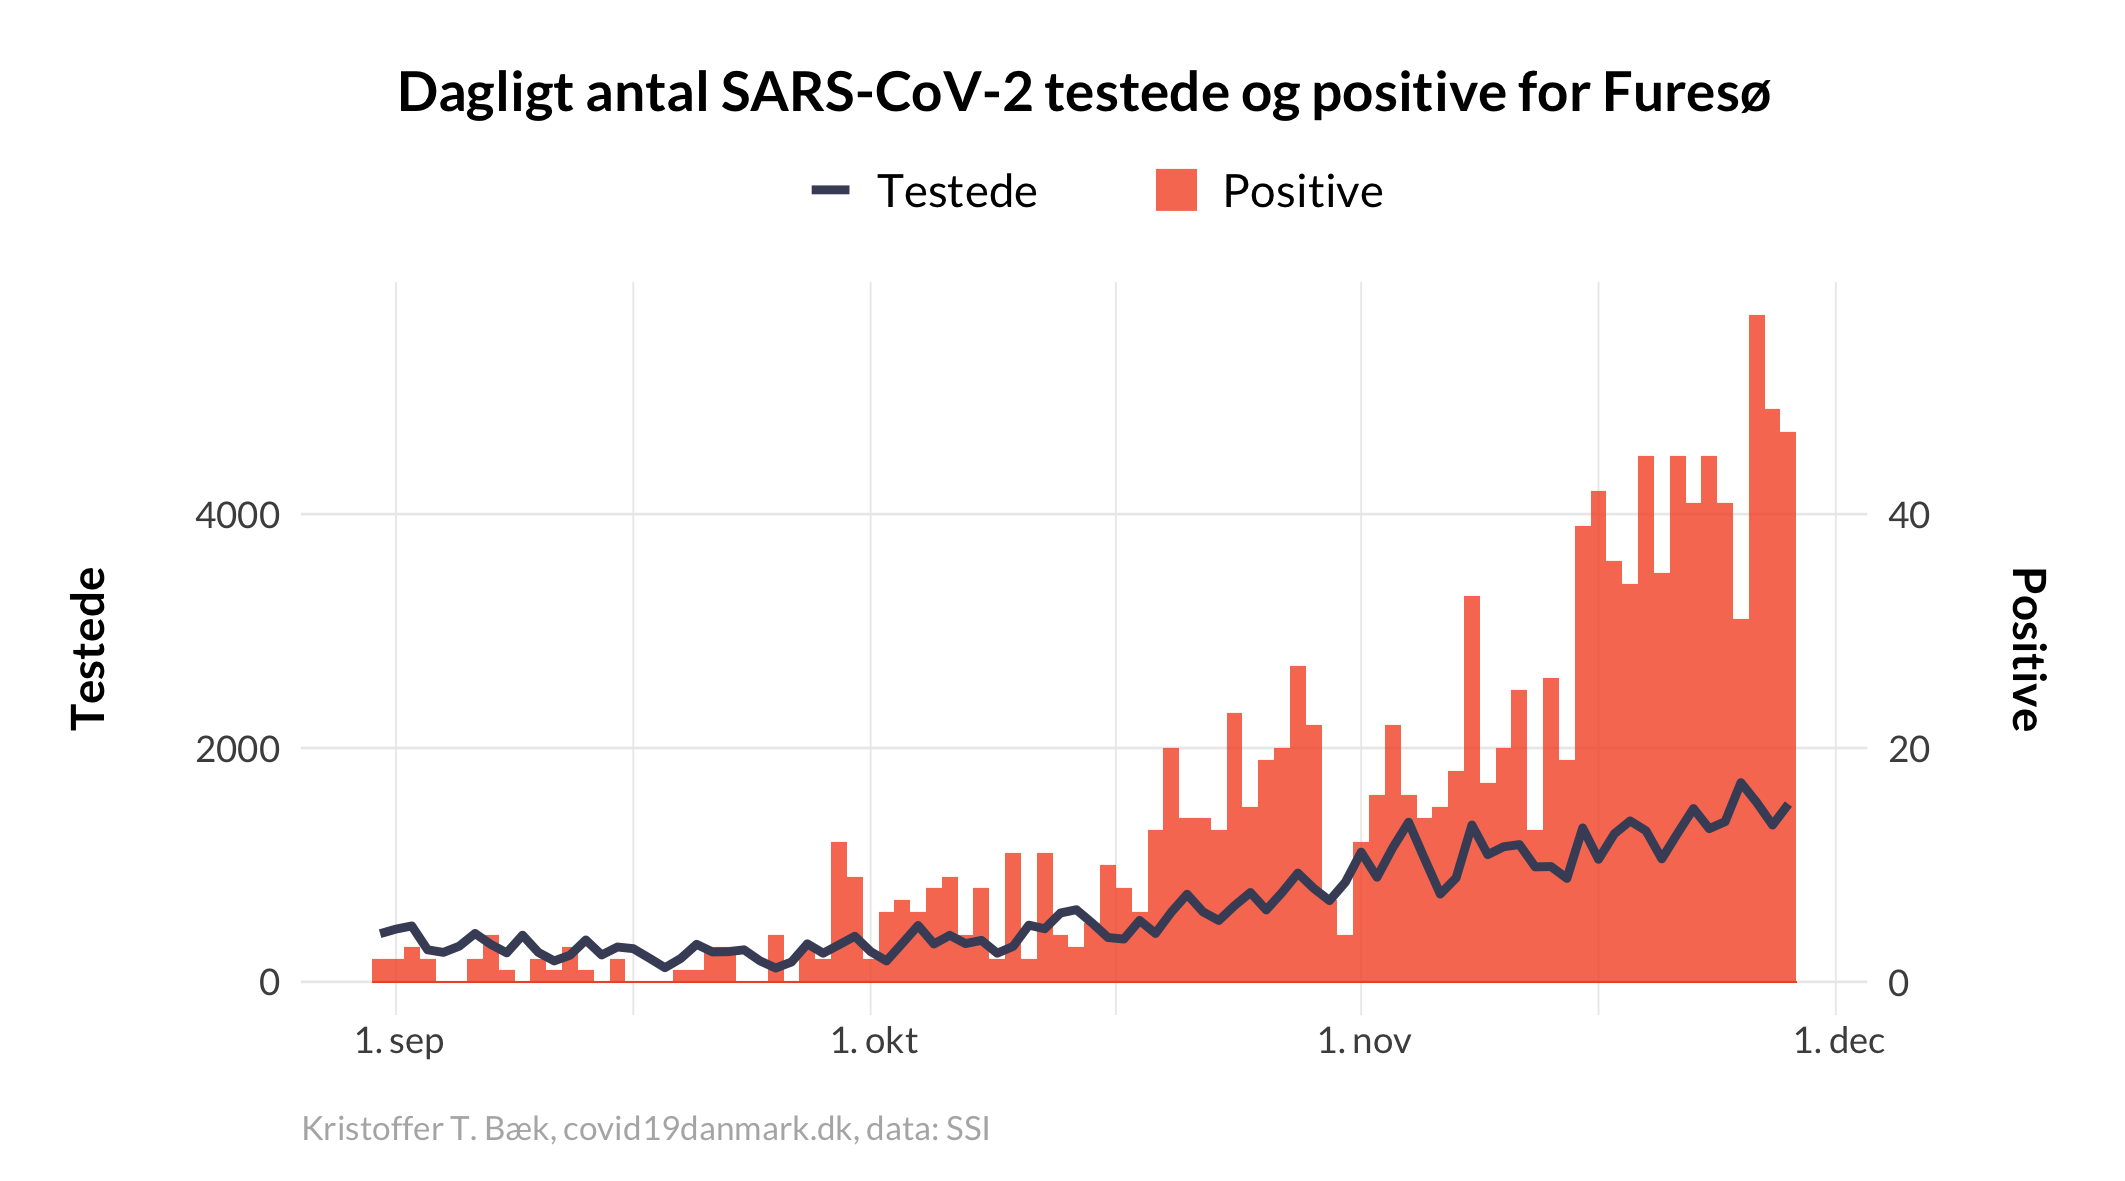 Dagligt antal SARS-CoV-2 testede og positive for Furesø
Testede Positive
Testede
4000
2000
0
40
20
0
Positive
1. sep 1. okt 1. nov 1. dec
Kristoffer T. Bæk, covid19danmark.dk, data: SSI